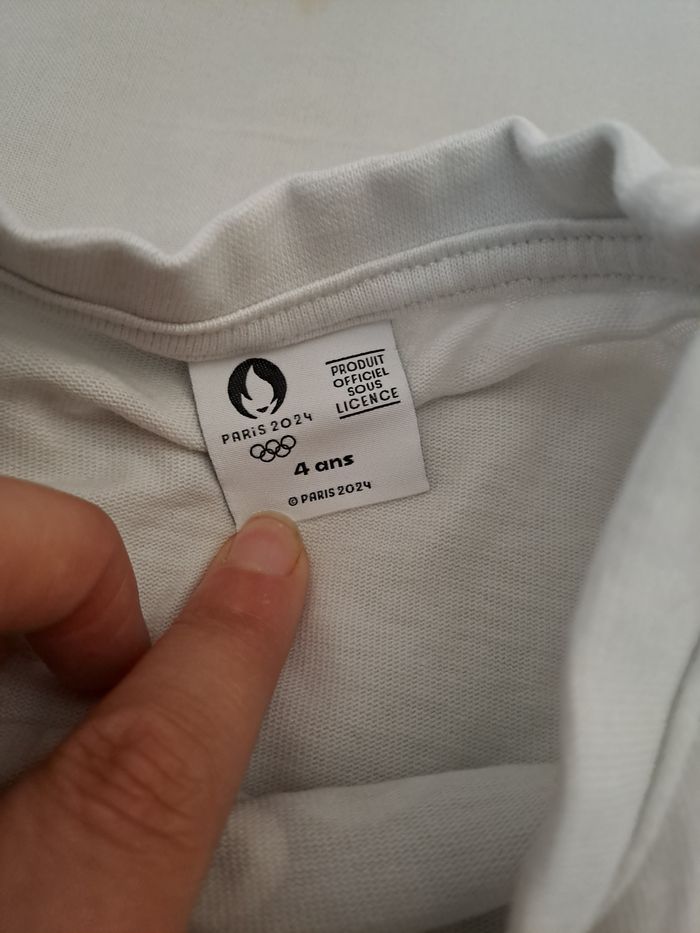 PARiS 2024
PRODUiT
OFFiCiEL
SOUS
LICENCE
4 ans
© PARiS 2024